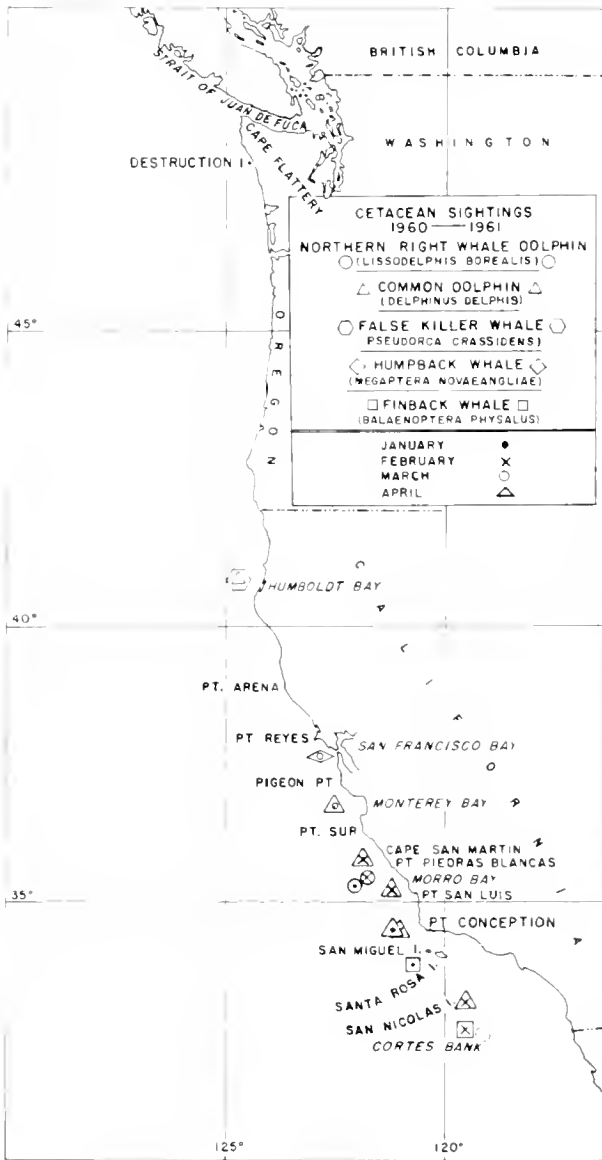 BRITISH COLUMBIA
STRAIT OF JUAN DE FUCA
WASHINGTON
CAPE FLATTERY
DESTRUCTION I.
CETACEAN SIGHTINGS
1960 — 1961
NORTHERN RIGHT WHALE DOLPHIN
(LISSODELPHIS BOREALIS)
COMMON DOLPHIN
(DELPHINUS DELPHIS)
FALSE KILLER WHALE
PSEUDORCA CRASSIDENS)
HUMPBACK WHALE
(MEGAPTERA NOVAEANGLIAE)
FINBACK WHALE
(BALAENOPTERA PHYSALUS)
JANUARY
FEBRUARY
MARCH
APRIL
45°
OREGON
HUMBOLDT BAY
40°
CALIFORNIA
PT. ARENA
PT REYES
SAN FRANCISCO BAY
PIGEON PT
MONTEREY BAY
PT. SUR
CAPE SAN MARTIN
PT PIEDRAS BLANCAS
MORRO BAY
PT SAN LUIS
35°
PT CONCEPTION
SAN MIGUEL I.
SANTA ROSA I.
SAN NICOLAS I.
CORTES BANK
125°
120°